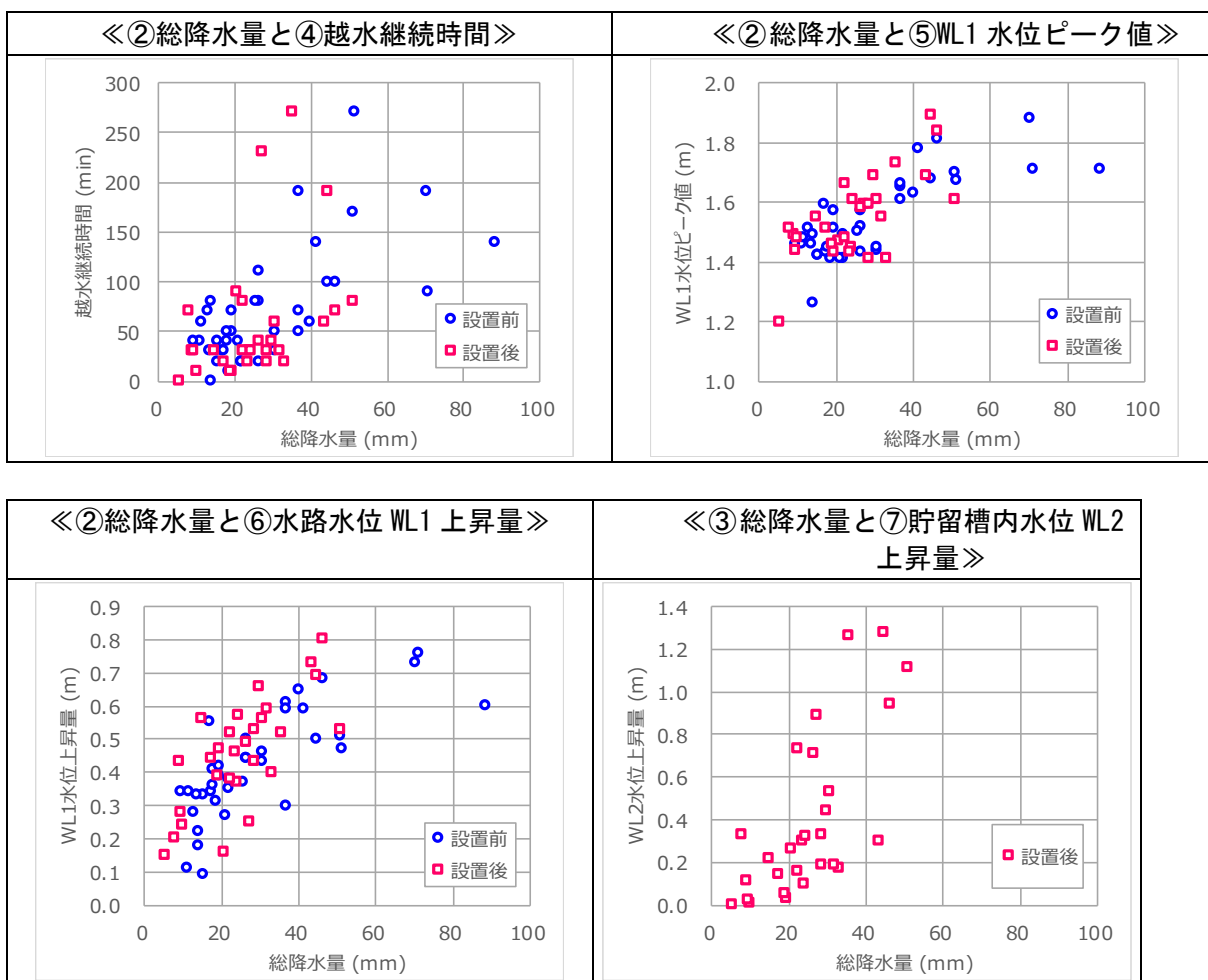 ≪②総降水量と④越水継続時間≫
≪②総降水量と⑤WL1 水位ピーク値≫
300
250
200
150
100
50
0
越水継続時間 (min)
設置前
設置後
0 20 40 60 80 100
総降水量 (mm)
2.0
1.8
1.6
1.4
1.2
1.0
WL1水位ピーク値 (m)
設置前
設置後
0 20 40 60 80 100
総降水量 (mm)
≪②総降水量と⑥水路水位 WL1 上昇量≫
≪③総降水量と⑦貯留槽内水位 WL2
上昇量≫
0.9
0.8
0.7
0.6
0.5
0.4
0.3
0.2
0.1
0.0
WL1水位上昇量 (m)
設置前
設置後
0 20 40 60 80 100
総降水量 (mm)
1.4
1.2
1.0
0.8
0.6
0.4
0.2
0.0
WL2水位上昇量 (m)
設置後
0 20 40 60 80 100
総降水量 (mm)